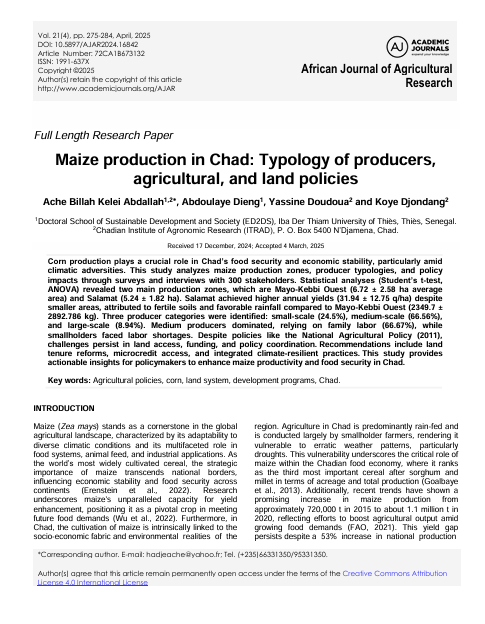 Vol. 21(4), pp. 275-284, April, 2025
DOI: 10.5897/AJAR2024.16842
Article Number: 72CA1B673132
ISSN: 1991-637X
Copyright ©2025
Author(s) retain the copyright of this article
http://www.academicjournals.org/AJAR
AJ ACADEMIC
JOURNALS
African Journal of Agricultural
Research
Full Length Research Paper
Maize production in Chad: Typology of producers,
agricultural, and land policies
Ache Billah Kelei Abdallah1,2*, Abdoulaye Dieng1, Yassine Doudoua2 and Koye Djondang2
1Doctoral School of Sustainable Development and Society (ED2DS), Iba Der Thiam University of Thiès, Thiès, Senegal.
2Chadian Institute of Agronomic Research (ITRAD), P. O. Box 5400 N'Djamena, Chad.
Received 17 December, 2024; Accepted 4 March, 2025
Corn production plays a crucial role in Chad's food security and economic stability, particularly amid
climatic adversities. This study analyzes maize production zones, producer typologies, and policy
impacts through surveys and interviews with 300 stakeholders. Statistical analyses (Student's t-test,
ANOVA) revealed two main production zones, which are Mayo-Kebbi Ouest (6.72 ± 2.58 ha average
area) and Salamat (5.24 ± 1.82 ha). Salamat achieved higher annual yields (31.94 ± 12.75 q/ha) despite
smaller areas, attributed to fertile soils and favorable rainfall compared to Mayo-Kebbi Ouest (2349.7 ±
2892.786 kg). Three producer categories were identified: small-scale (24.5%), medium-scale (66.56%),
and large-scale (8.94%). Medium producers dominated, relying on family labor (66.67%), while
smallholders faced labor shortages. Despite policies like the National Agricultural Policy (2011),
challenges persist in land access, funding, and policy coordination. Recommendations include land
tenure reforms, microcredit access, and integrated climate-resilient practices. This study provides
actionable insights for policymakers to enhance maize productivity and food security in Chad.
Key words: Agricultural policies, corn, land system, development programs, Chad.
INTRODUCTION
Maize (Zea mays) stands as a cornerstone in the global
agricultural landscape, characterized by its adaptability to
diverse climatic conditions and its multifaceted role in
food systems, animal feed, and industrial applications. As
the world's most widely cultivated cereal, the strategic
importance of maize transcends national borders,
influencing economic stability and food security across
continents (Erenstein et al., 2022). Research
underscores maize's unparalleled capacity for yield
enhancement, positioning it as a pivotal crop in meeting
future food demands (Wu et al., 2022). Furthermore, in
Chad, the cultivation of maize is intrinsically linked to the
socio-economic fabric and environmental realities of the
region. Agriculture in Chad is predominantly rain-fed and
is conducted largely by smallholder farmers, rendering it
vulnerable to erratic weather patterns, particularly
droughts. This vulnerability underscores the critical role of
maize within the Chadian food economy, where it ranks
as the third most important cereal after sorghum and
millet in terms of acreage and total production (Goalbaye
et al., 2013). Additionally, recent trends have shown a
promising increase in maize production from
approximately 720,000 t in 2015 to about 1.1 million t in
2020, reflecting efforts to boost agricultural output amid
growing food demands (FAO, 2021). This yield gap
persists despite a 53% increase in national production
*Corresponding author. E-mail: hadjeache@yahoo.fr; Tel. (+235)66331350/95331350.
Author(s) agree that this article remain permanently open access under the terms of the Creative Commons Attribution
License 4.0 International License